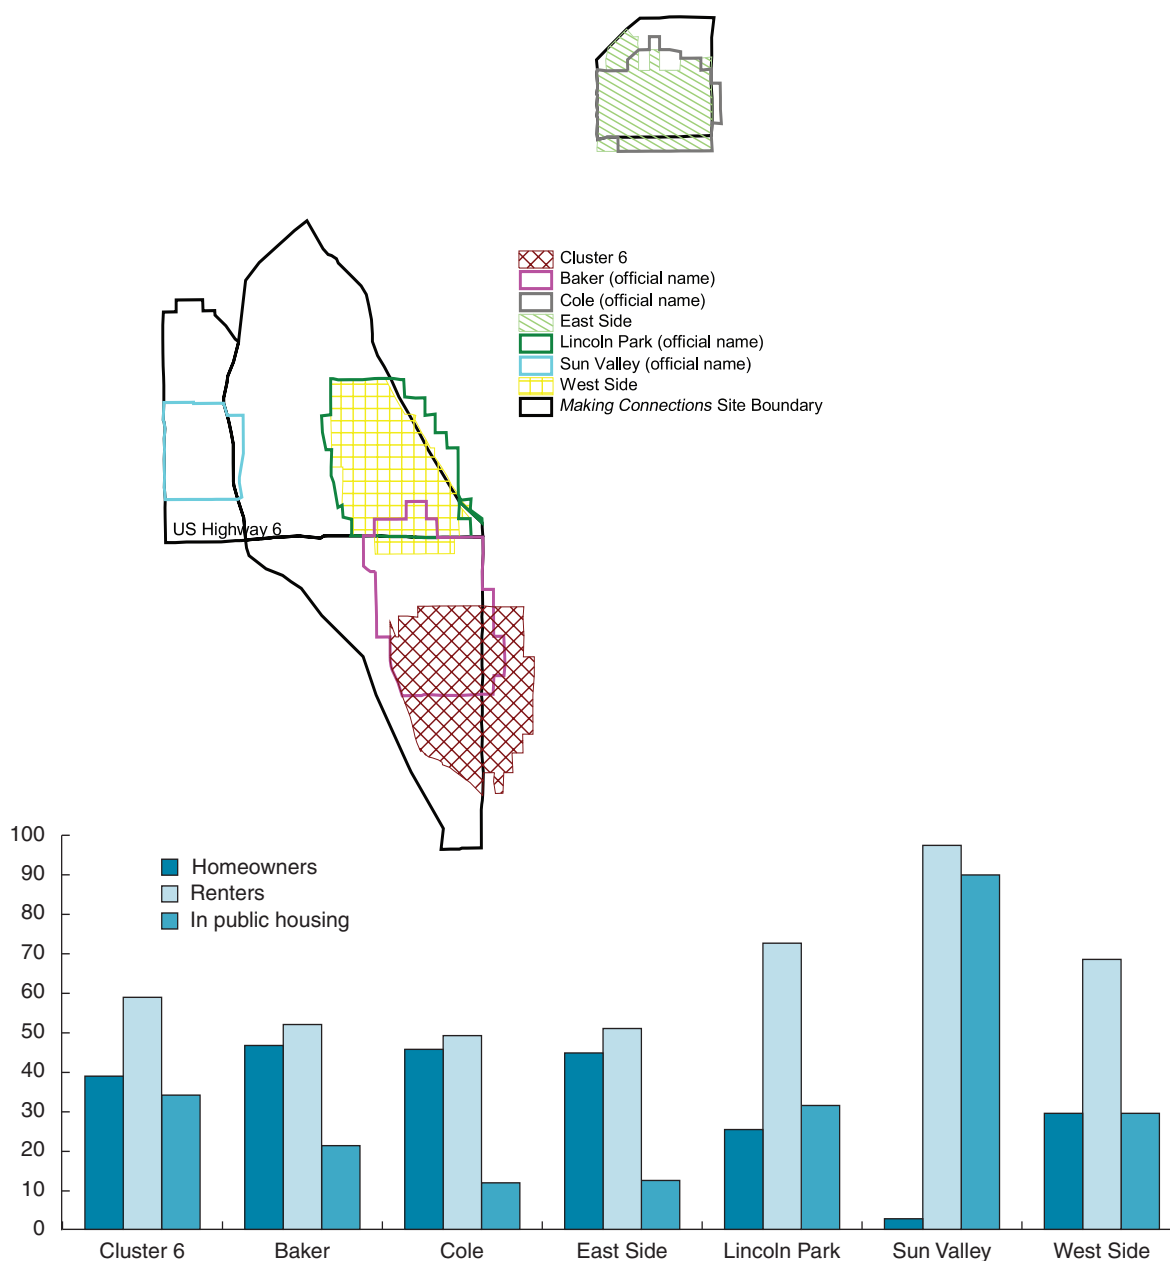 Cluster 6
Baker (official name)
Cole (official name)
East Side
Lincoln Park (official name)
Sun Valley (official name)
West Side
Making Connections Site Boundary
US Highway 6
100
90
80
70
60
50
40
30
20
10
0
Homeowners
Renters
In public housing
Cluster 6 Baker Cole East Side Lincoln Park Sun Valley West Side